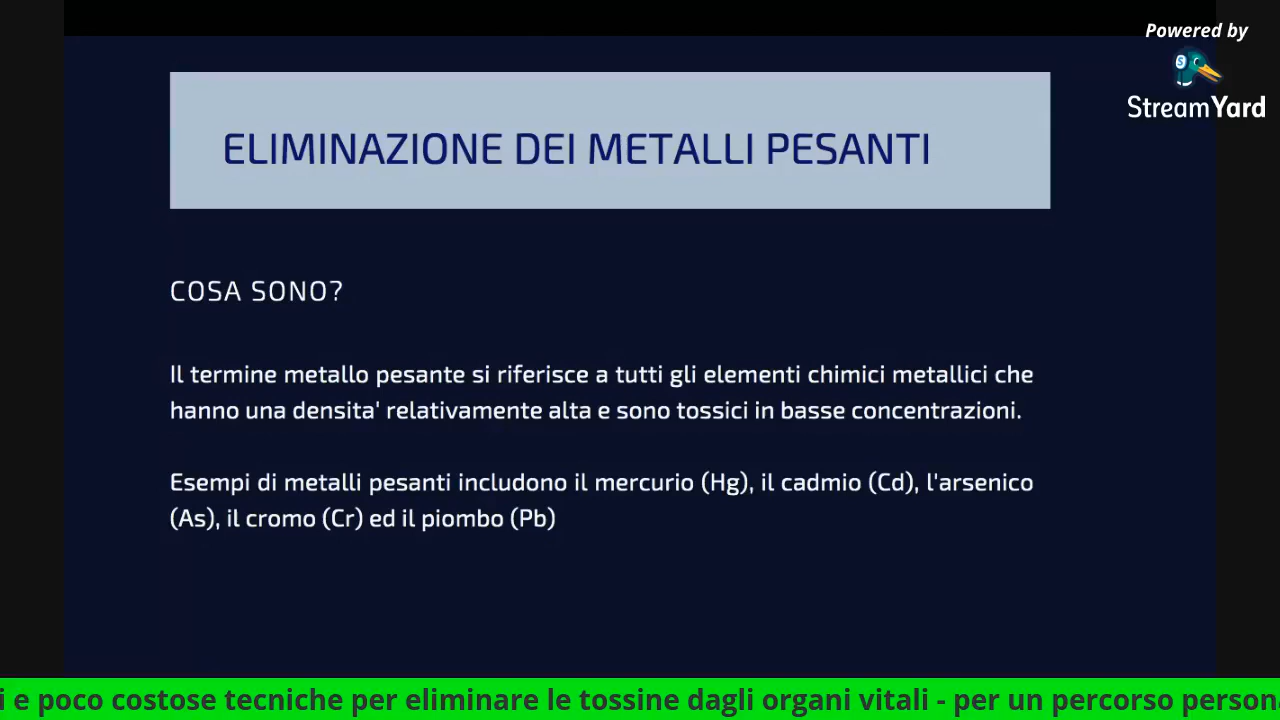 Powered by
StreamYard
ELIMINAZIONE DEI METALLI PESANTI
COSA SONO?
Il termine metallo pesante si riferisce a tutti gli elementi chimici metallici che
hanno una densita' relativamente alta e sono tossici in basse concentrazioni.
Esempi di metalli pesanti includono il mercurio (Hg), il cadmio (Cd), l'arsenico
(As), il cromo (Cr) ed il piombo (Pb)
i e poco costose tecniche per eliminare le tossine dagli organi vitali - per un percorso person